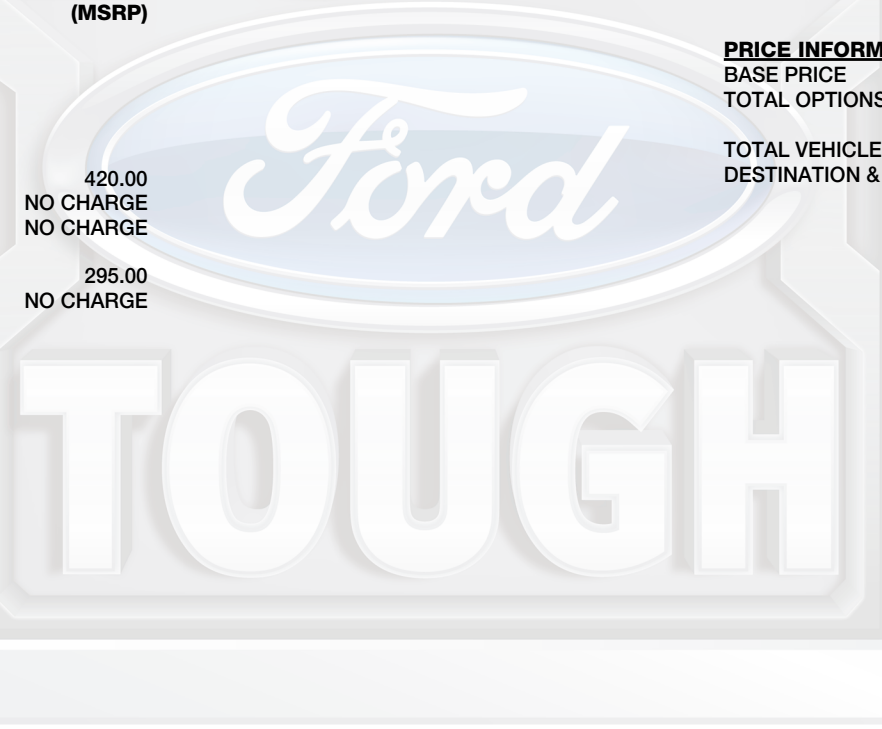 (MSRP)
420.00
NO CHARGE
NO CHARGE
295.00
NO CHARGE
PRICE INFORM
BASE PRICE
TOTAL OPTIONS
TOTAL VEHICLE
DESTINATION &
Ford
TOUGH